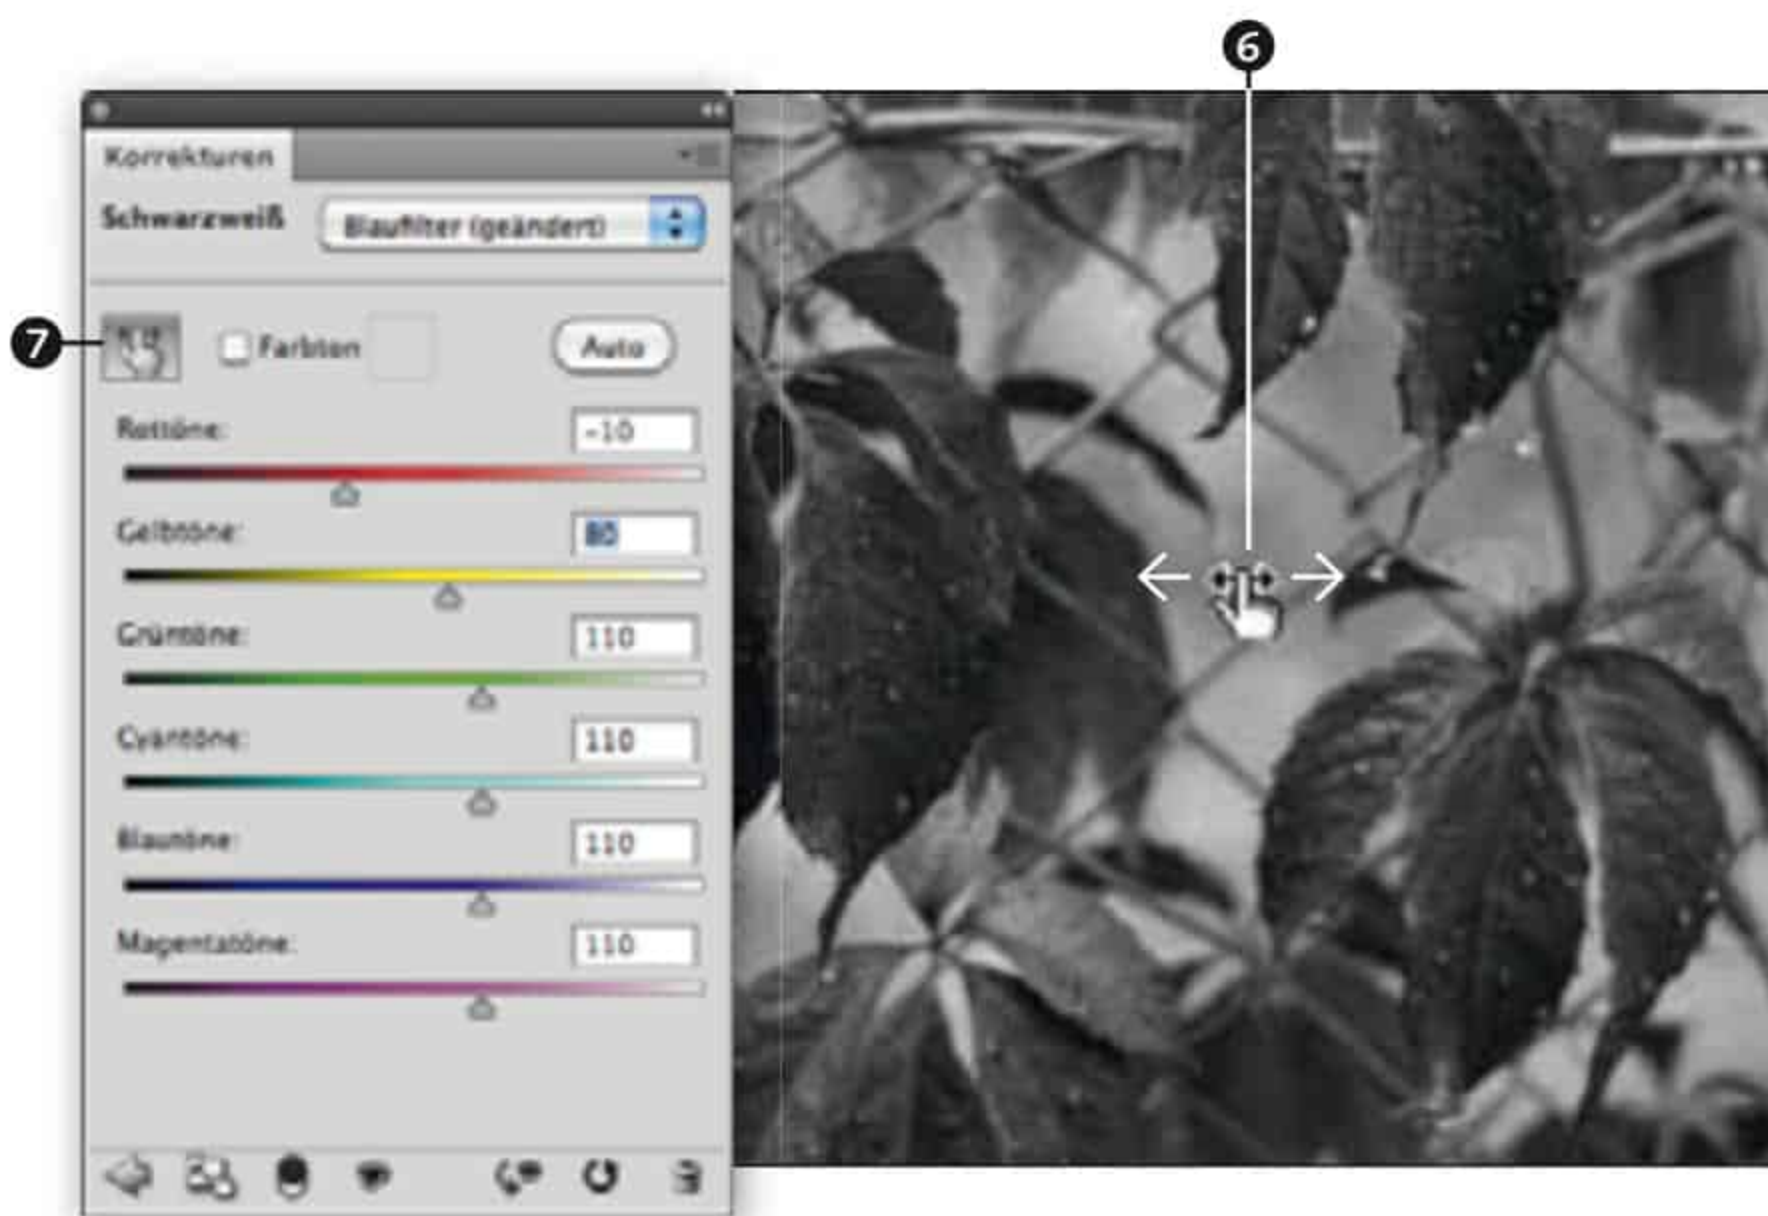 6
Korrekturen
Schwarzweiß Blaufilter (geändert)
7 Farbton Auto
Rottöne: -10
Gelbtöne: 80
Grüntöne: 110
Cyantöne: 110
Blautöne: 110
Magentatöne: 110